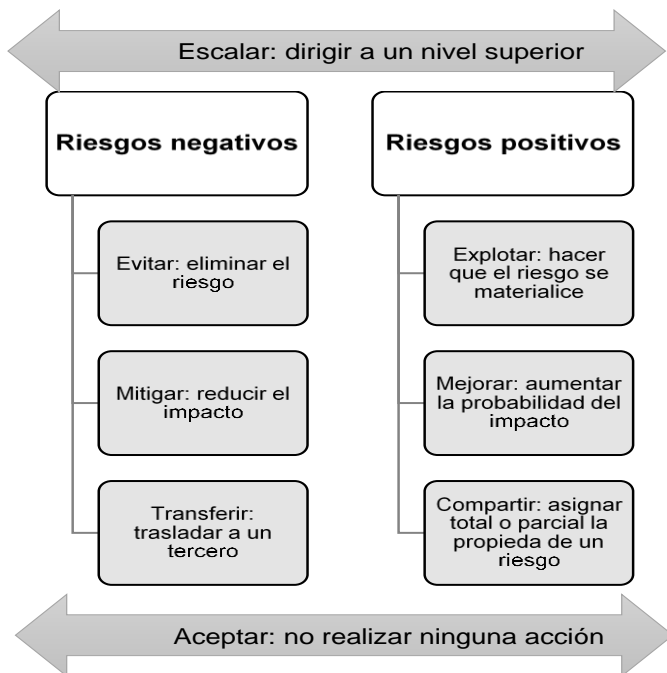 Escalar: dirigir a un nivel superior
Riesgos negativos
Evitar: eliminar el
riesgo
Mitigar: reducir el
impacto
Transferir:
trasladar a un
tercero
Riesgos positivos
Explotar: hacer
que el riesgo se
materialice
Mejorar: aumentar
la probabilidad del
impacto
Compartir: asignar
total o parcial la
propieda de un
riesgo
Aceptar: no realizar ninguna acción